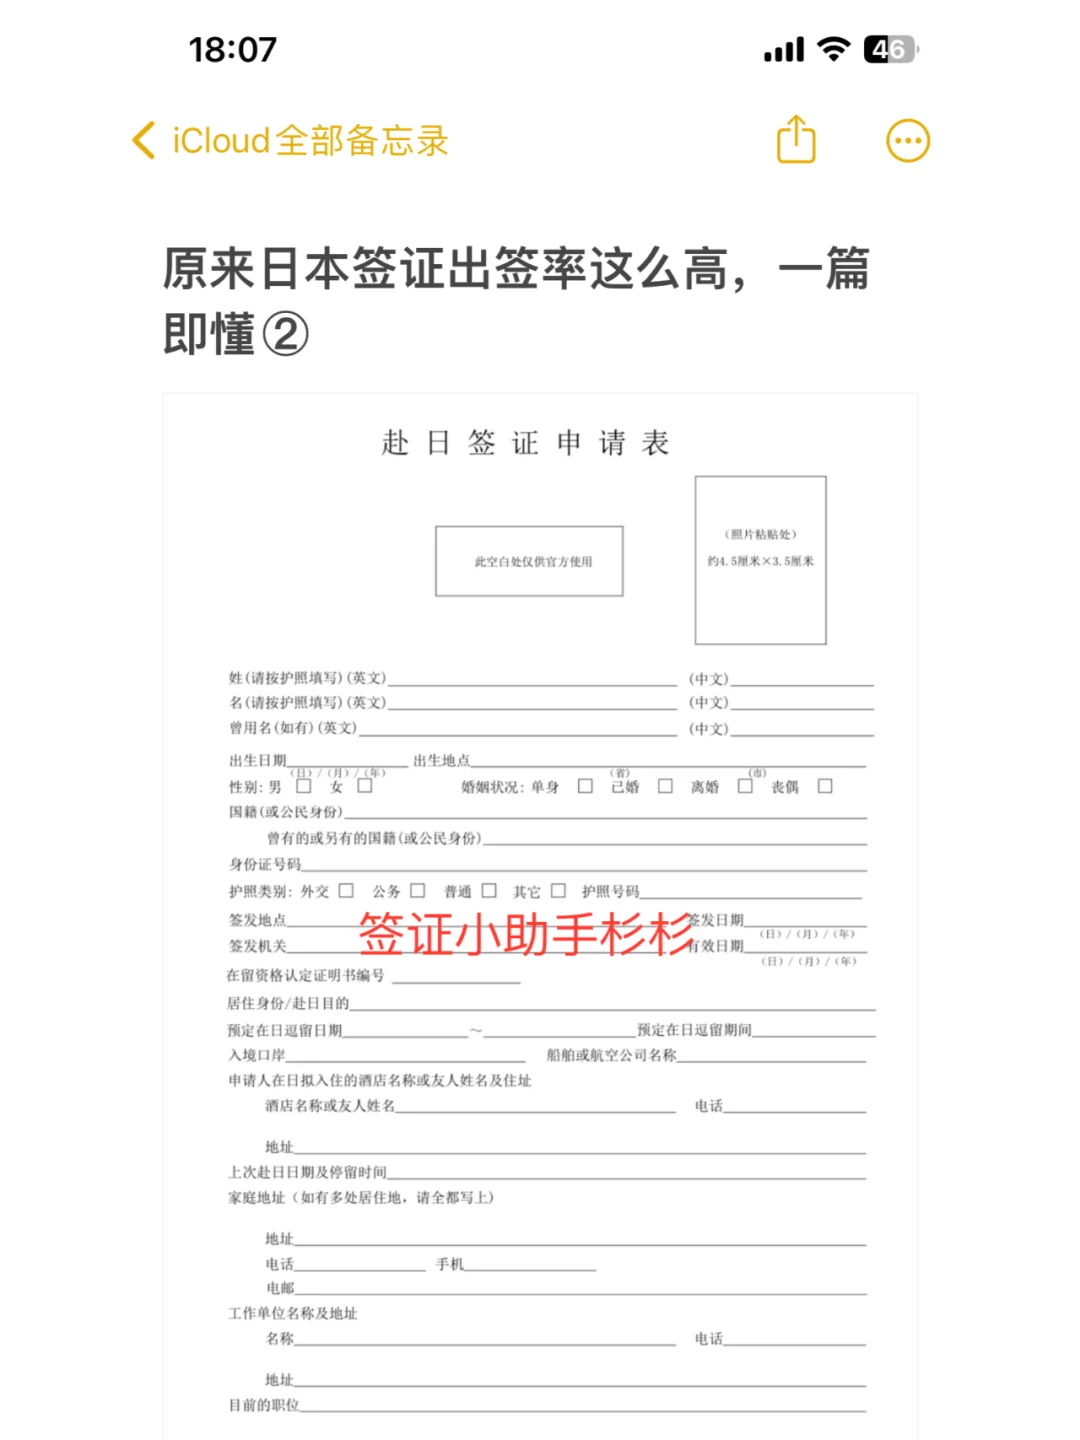 18:07
46
iCloud全部备忘录
原来日本签证出签率这么高，一篇
即懂②
赴日签证申请表
（照片粘贴处）
此空白处仅供官方使用
约4.5厘米×3.5厘米
姓(请按护照填写)(英文) (中文)
名(请按护照填写)(英文) (中文)
曾用名(如有)(英文) (中文)
出生日期 出生地点
（日）/（月）/（年） （省） （市）
性别：男 □ 女 □ 婚姻状况：单身 □ 已婚 □ 离婚 □ 丧偶 □
国籍(或公民身份)
曾有的或另有的国籍(或公民身份)
身份证号码
护照类别：外交 □ 公务 □ 普通 □ 其它 □ 护照号码
签发地点 签发日期
（日）/（月）/（年）
签证小助手杉杉
签发机关 有效日期
（日）/（月）/（年）
在留资格认定证明书编号
居住身份/赴日目的
预定在日逗留日期 ～ 预定在日逗留期间
入境口岸 船舶或航空公司名称
申请人在日拟入住的酒店名称或友人姓名及住址
酒店名称或友人姓名 电话
地址
上次赴日日期及停留时间
家庭地址（如有多处居住地，请全都写上）
地址
电话 手机
电邮
工作单位名称及地址
名称 电话
地址
目前的职位